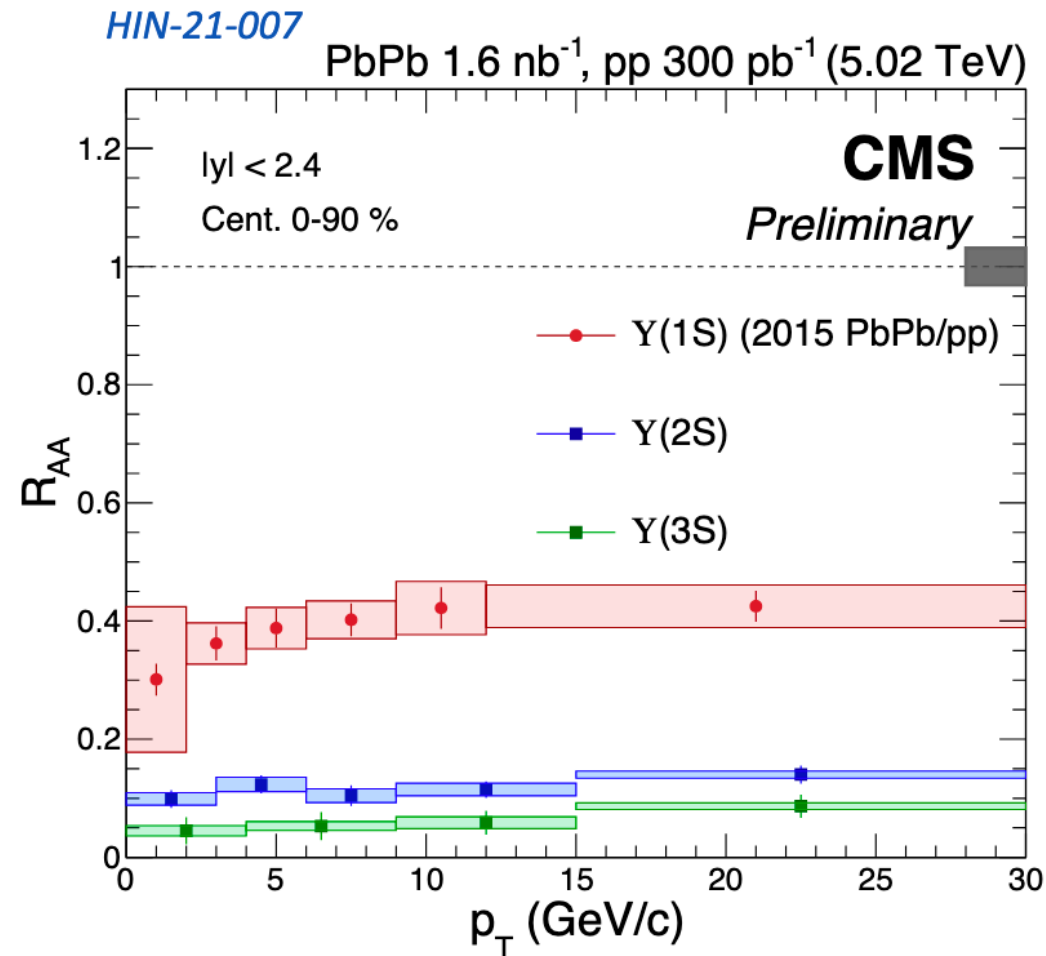 HIN-21-007
PbPb 1.6 nb⁻¹, pp 300 pb⁻¹ (5.02 TeV)
|y| < 2.4
Cent. 0-90 %
CMS
Preliminary
ϒ(1S) (2015 PbPb/pp)
ϒ(2S)
ϒ(3S)
R_AA
1.2
1
0.8
0.6
0.4
0.2
0
0 5 10 15 20 25 30
p_T (GeV/c)